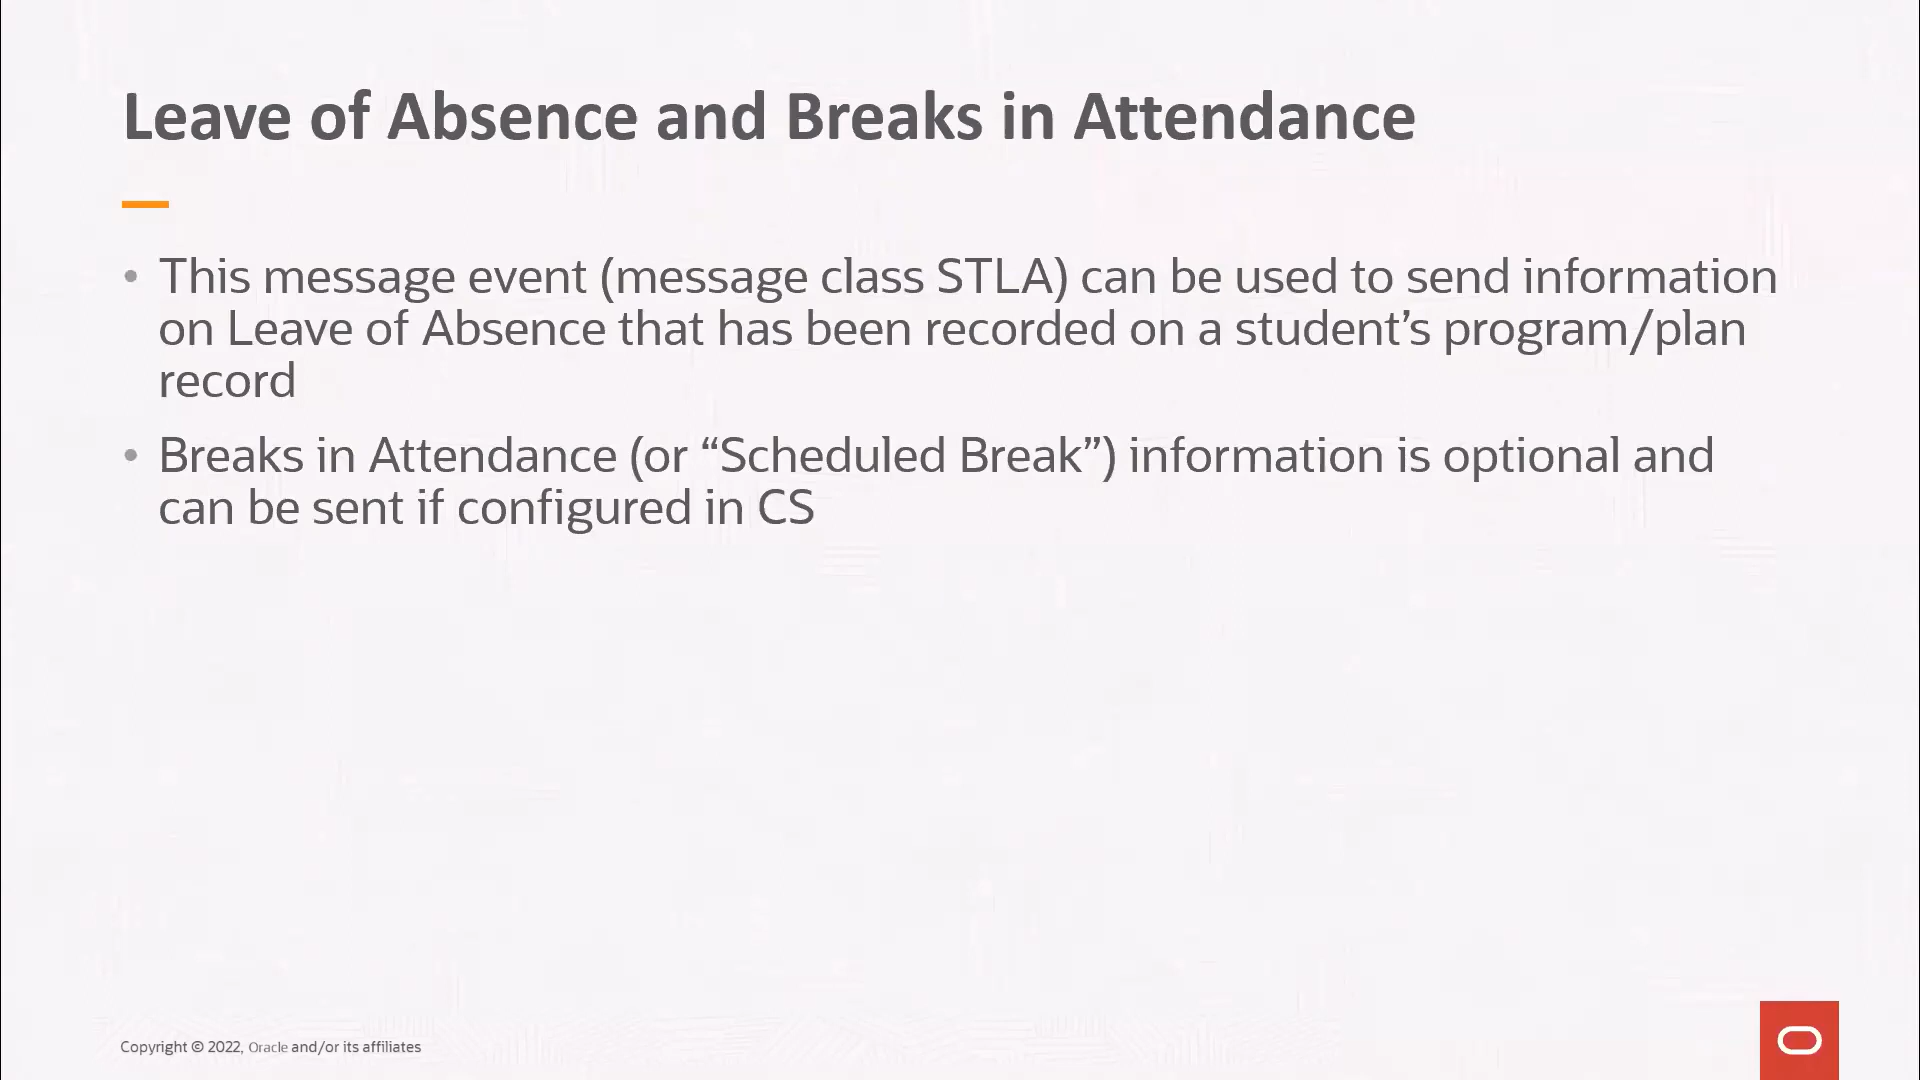 Leave of Absence and Breaks in Attendance
• This message event (message class STLA) can be used to send information
on Leave of Absence that has been recorded on a student’s program/plan
record
• Breaks in Attendance (or “Scheduled Break”) information is optional and
can be sent if configured in CS
Copyright © 2022, Oracle and/or its affiliates